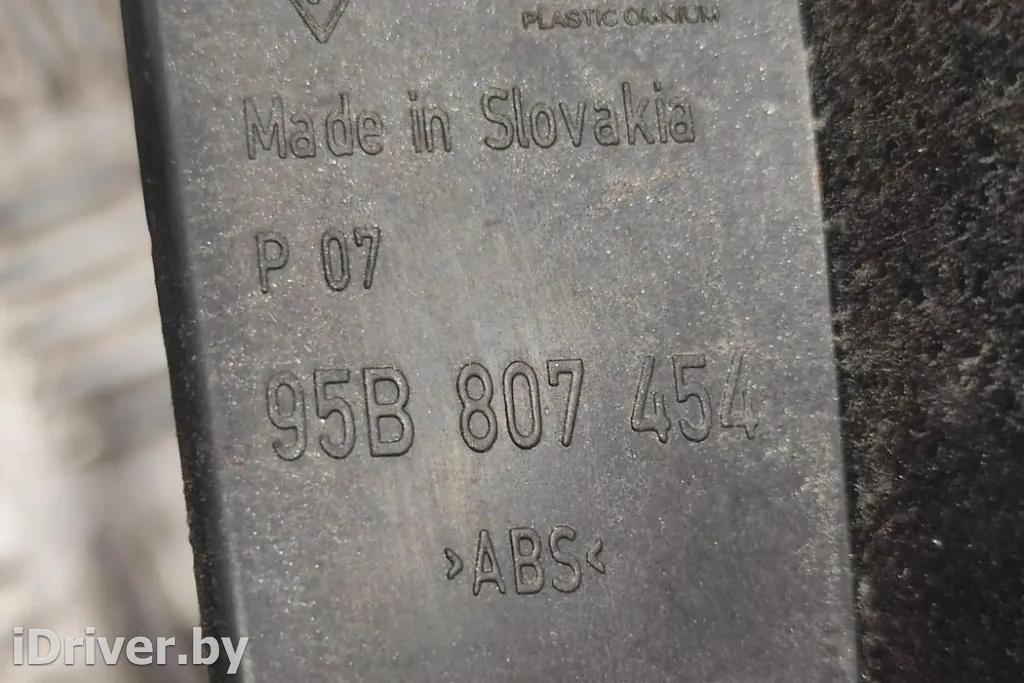 PLASTIC OMNIUM
Made in Slovakia
P 07
95B 807 454
>ABS<
iDriver.by